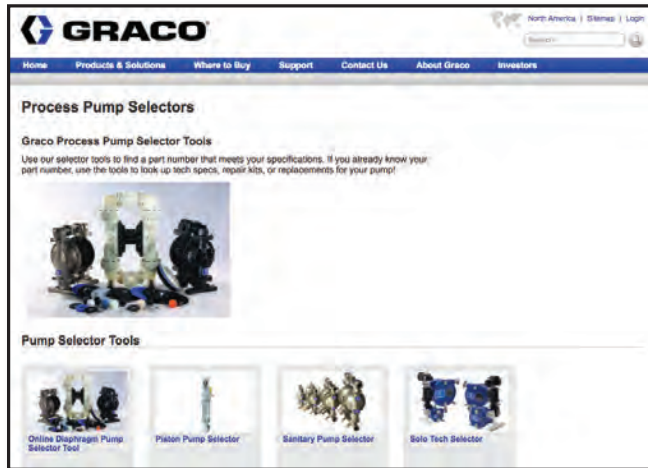 GRACO
North America | Sitemap | Login
Search
Home Products & Solutions Where to Buy Support Contact Us About Graco Investors
Process Pump Selectors
Graco Process Pump Selector Tools
Use our selector tools to find a part number that meets your specifications. If you already know your
part number, use the tools to look up tech specs, repair kits, or replacements for your pump!
Pump Selector Tools
Online Diaphragm Pump
Selector Tool
Piston Pump Selector
Sanitary Pump Selector
Solo Tech Selector